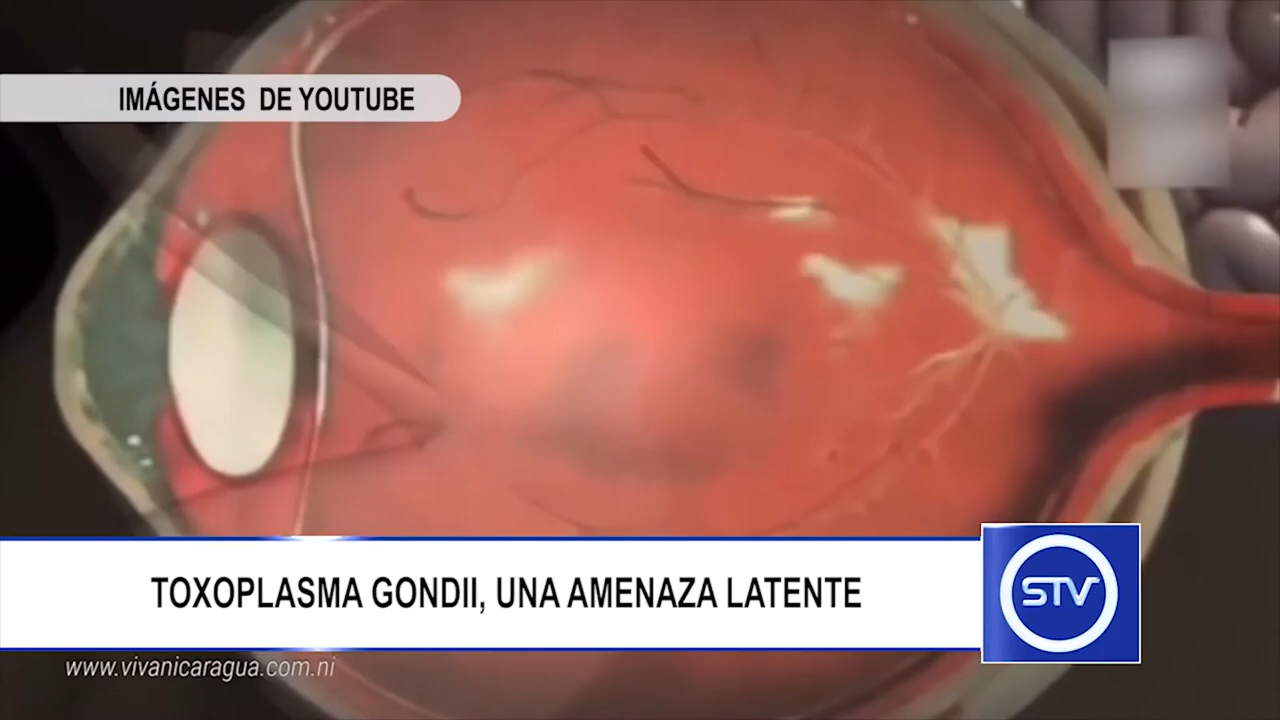 IMÁGENES DE YOUTUBE
TOXOPLASMA GONDII, UNA AMENAZA LATENTE
STV
www.vivanicaragua.com.ni